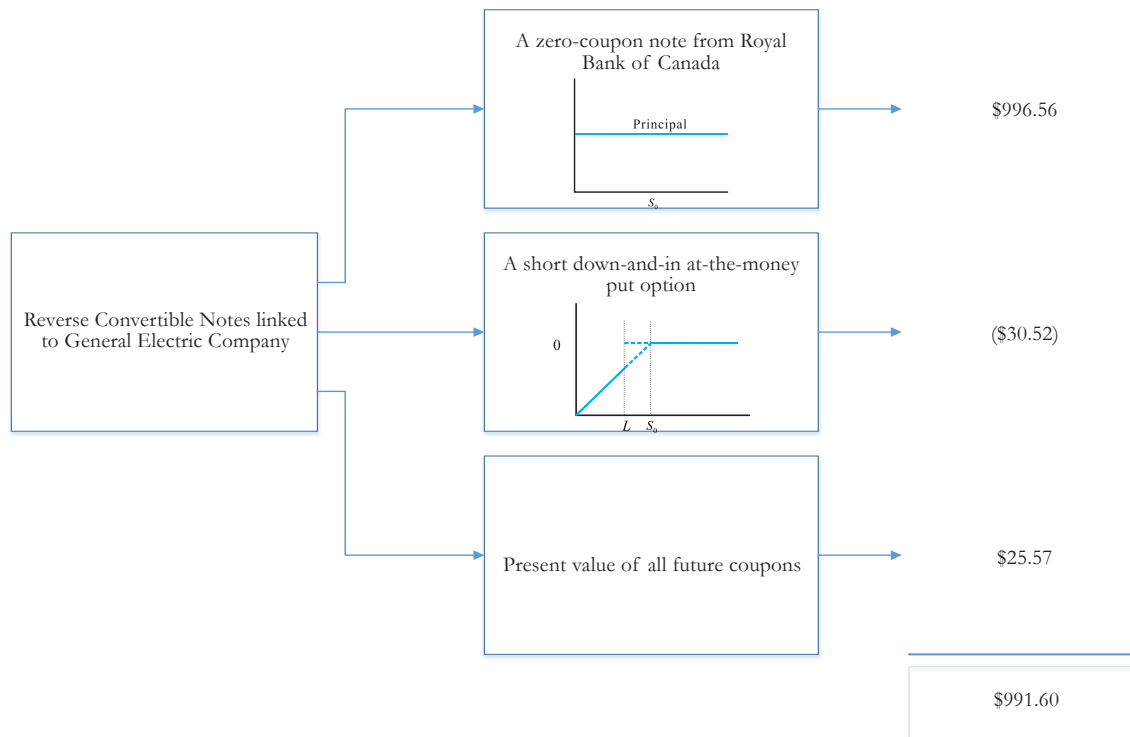 A zero-coupon note from Royal
Bank of Canada
Principal
S₀
$996.56
Reverse Convertible Notes linked
to General Electric Company
A short down-and-in at-the-money
put option
0
L S₀
($30.52)
Present value of all future coupons
$25.57
$991.60